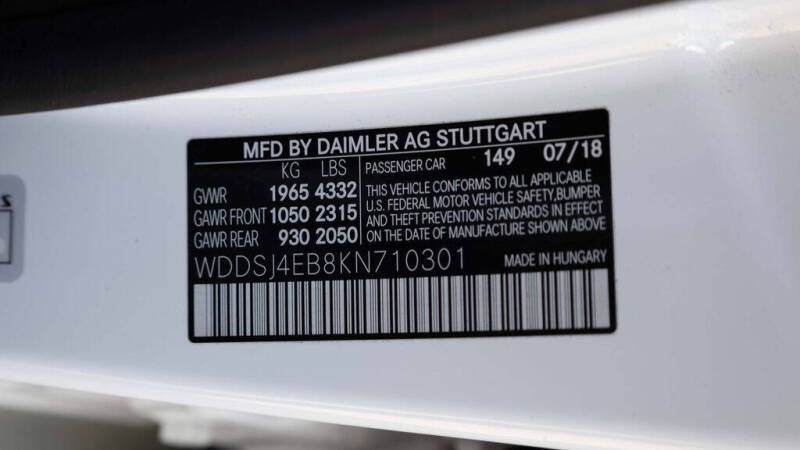 MFD BY DAIMLER AG STUTTGART
KG LBS
GVWR 1965 4332
GAWR FRONT 1050 2315
GAWR REAR 930 2050
PASSENGER CAR 149 07/18
THIS VEHICLE CONFORMS TO ALL APPLICABLE
U.S. FEDERAL MOTOR VEHICLE SAFETY, BUMPER
AND THEFT PREVENTION STANDARDS IN EFFECT
ON THE DATE OF MANUFACTURE SHOWN ABOVE
WDDSJ4EB8KN710301
MADE IN HUNGARY